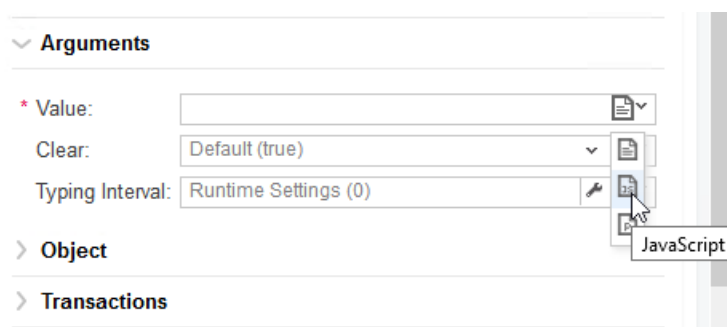 Arguments
* Value:
Clear: Default (true)
Typing Interval: Runtime Settings (0)
JavaScript
Object
Transactions